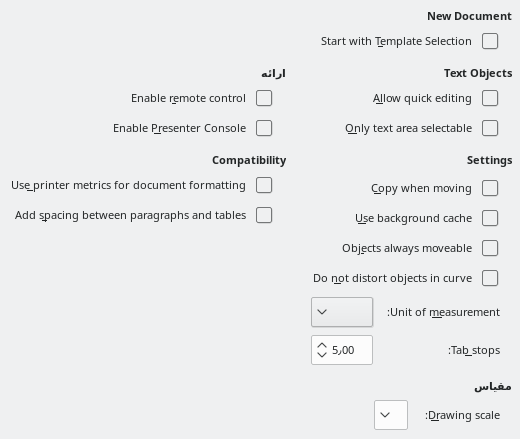 New Document
Start with Template Selection
Text Objects
Allow quick editing
Only text area selectable
Settings
Copy when moving
Use background cache
Objects always moveable
Do not distort objects in curve
Unit of measurement:
Tab stops:
5٫00
مقیاس
Drawing scale:
ارائه
Enable remote control
Enable Presenter Console
Compatibility
Use printer metrics for document formatting
Add spacing between paragraphs and tables